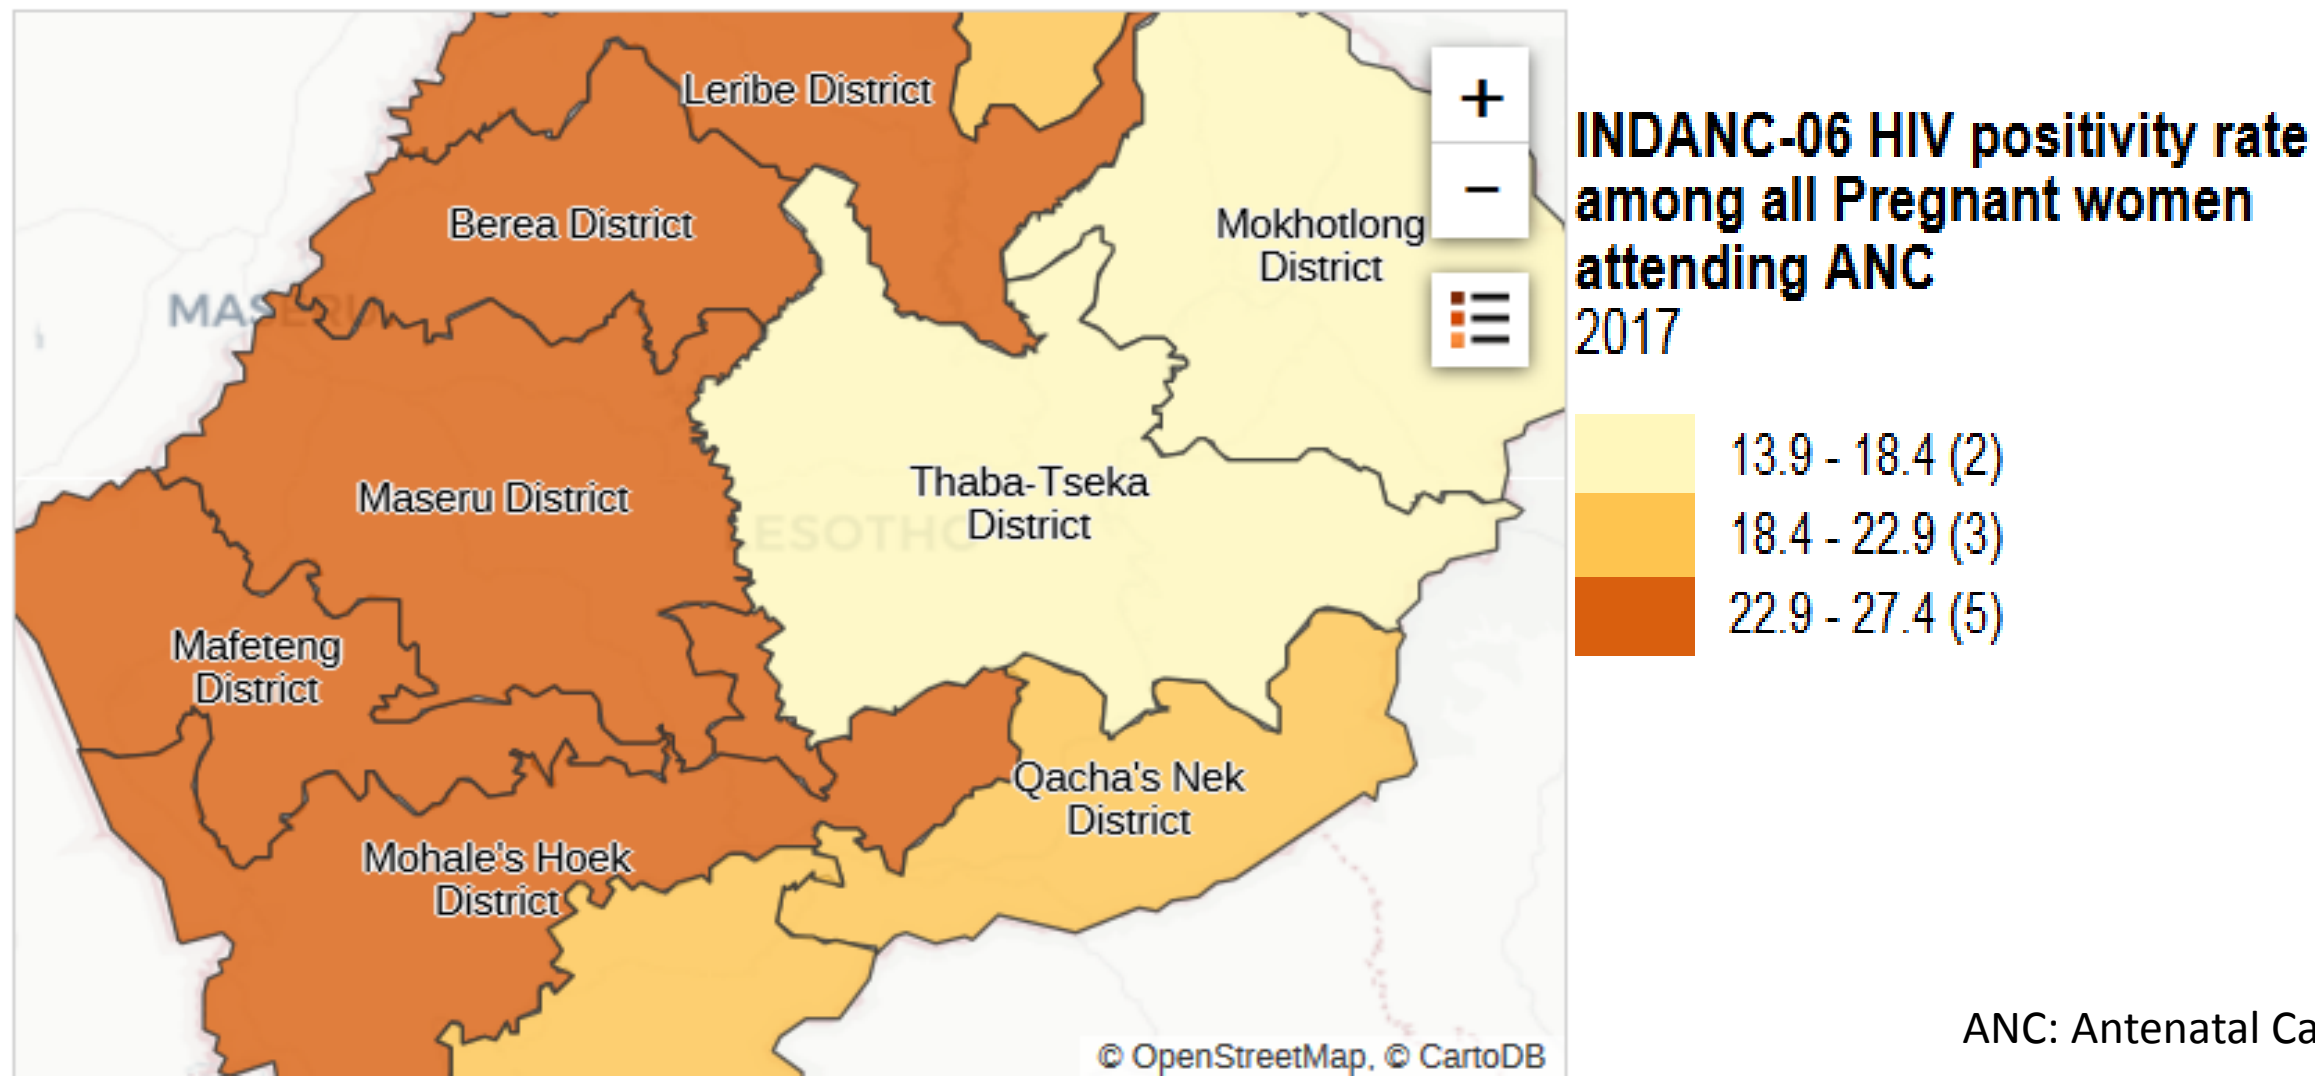 Leribe District
Berea District
Mokhotlong
District
MASERU
Maseru District
Thaba-Tseka
District
LESOTHO
Mafeteng
District
Qacha's Nek
District
Mohale's Hoek
District
© OpenStreetMap, © CartoDB
+
−
INDANC-06 HIV positivity rate
among all Pregnant women
attending ANC
2017
13.9 - 18.4 (2)
18.4 - 22.9 (3)
22.9 - 27.4 (5)
ANC: Antenatal Ca